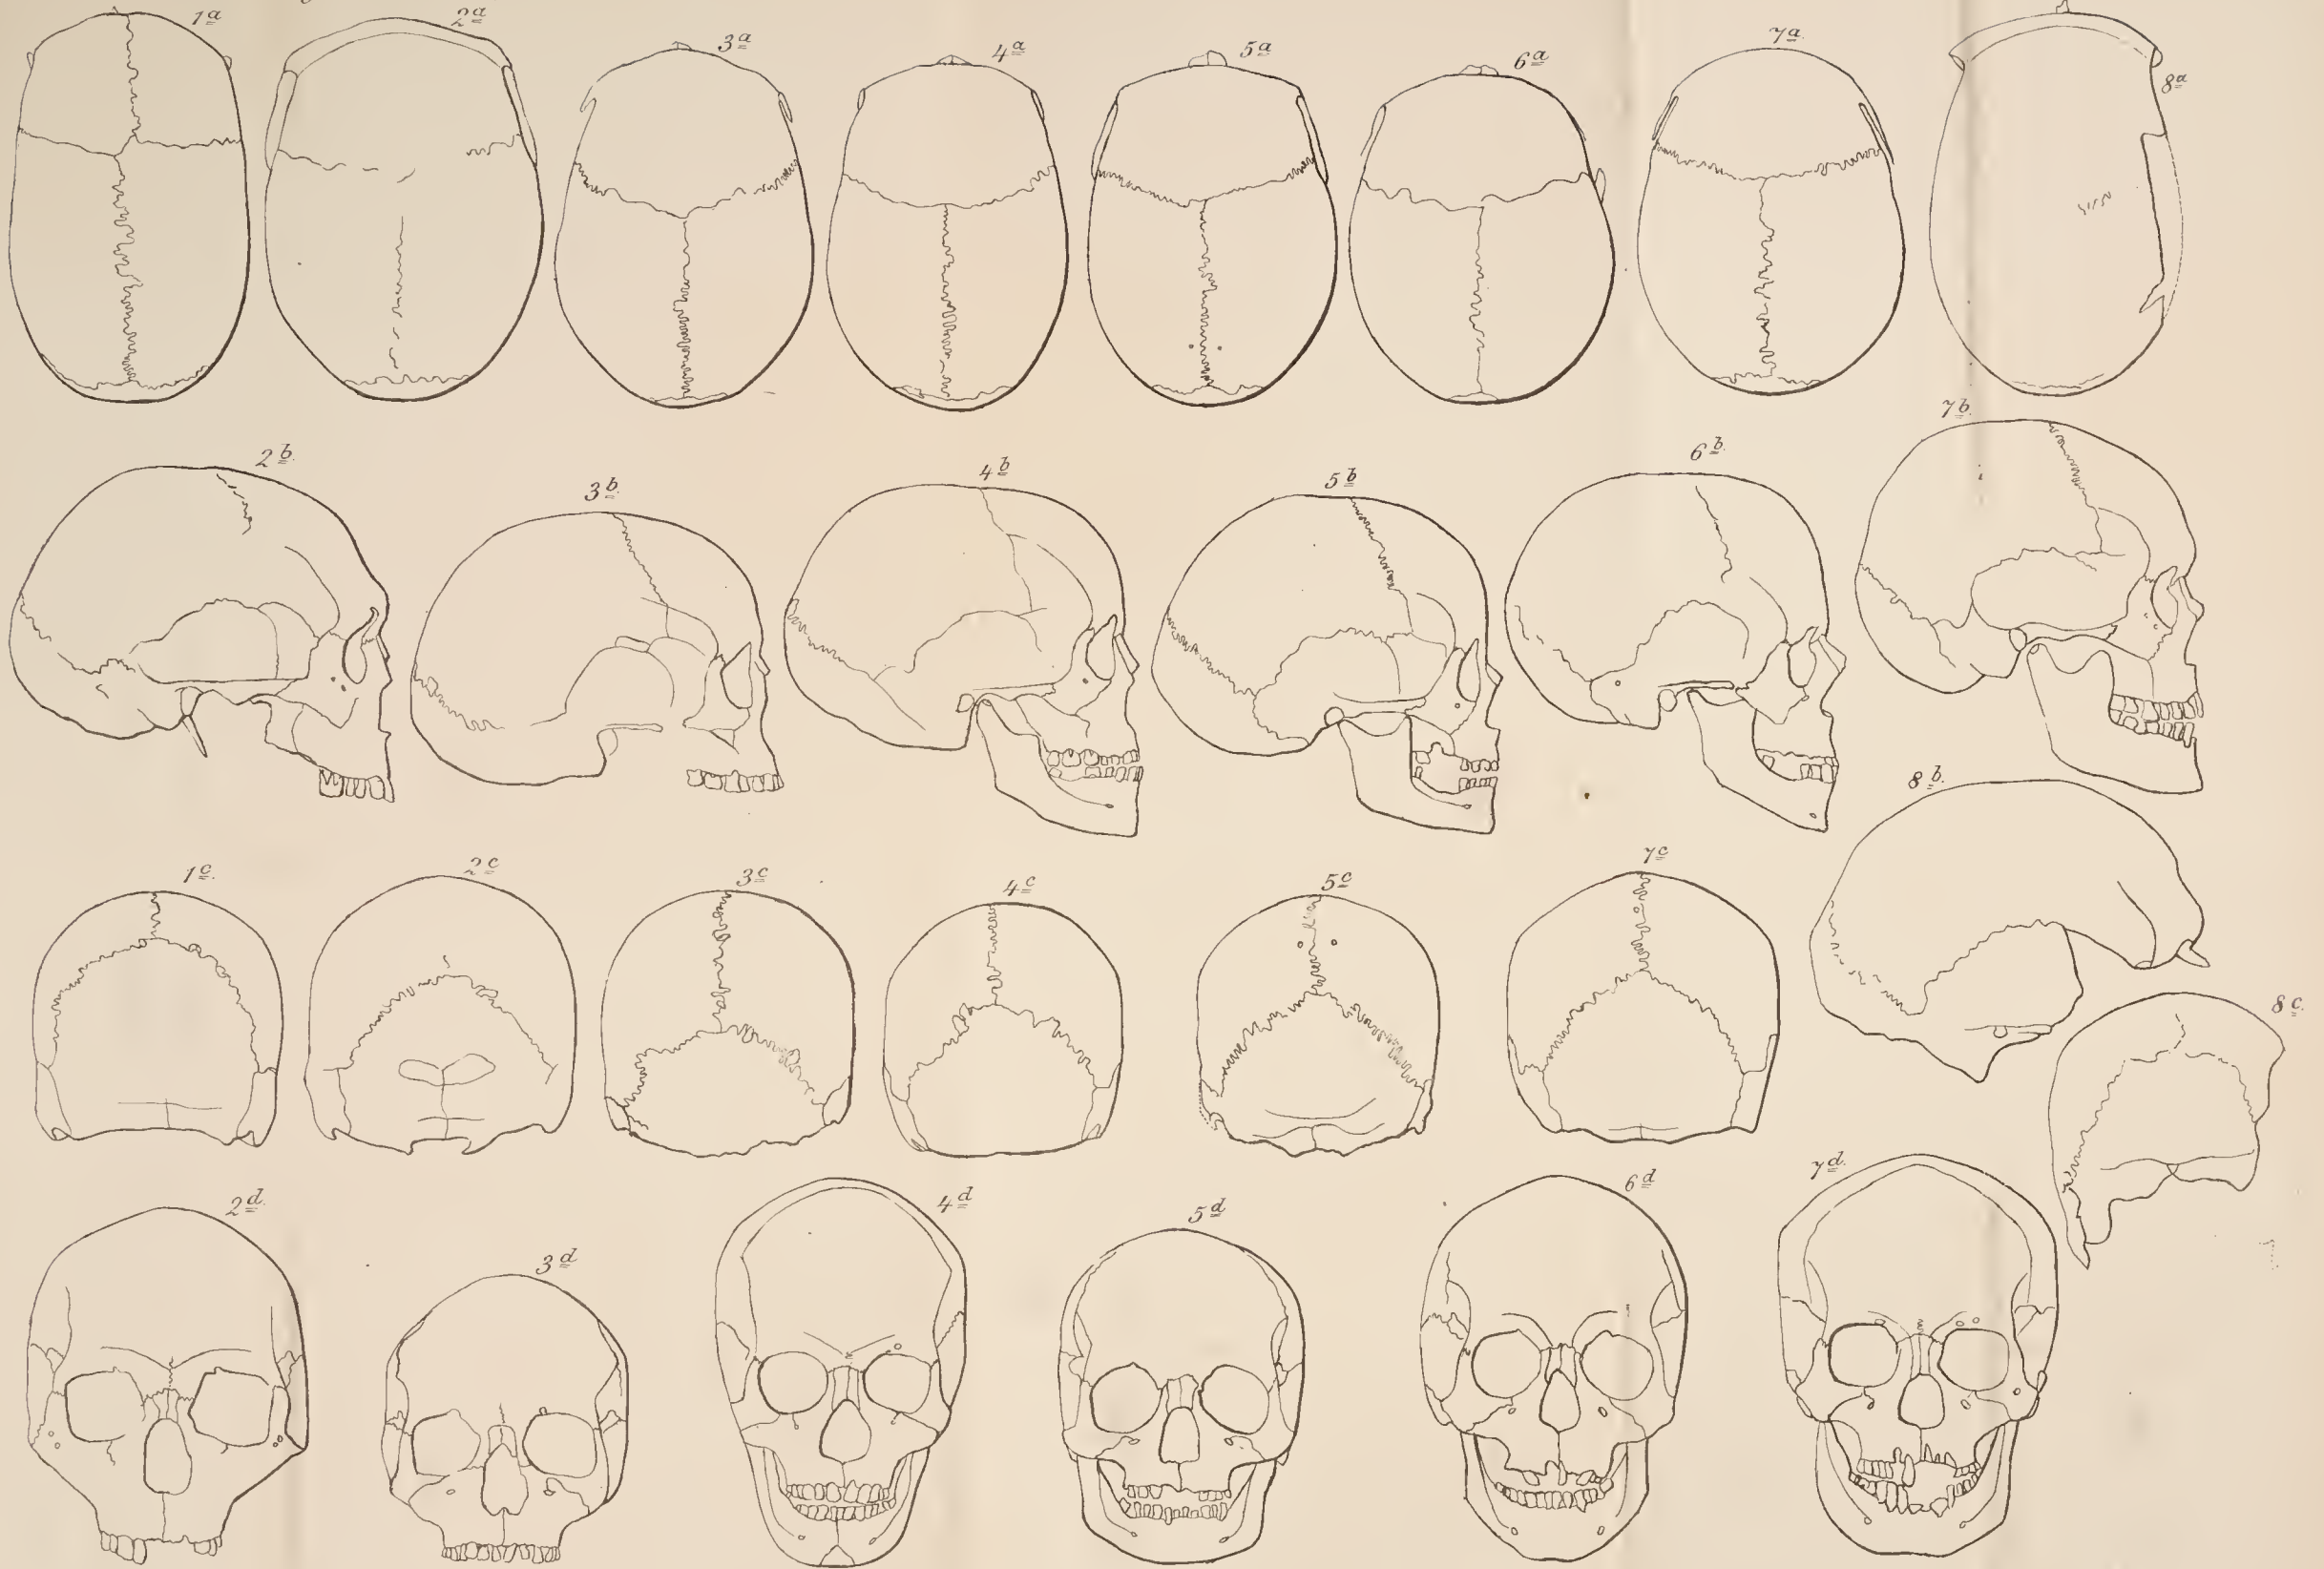 1a 2a 3a 4a 5a 6a 7a. 8a
2b. 3b. 4b 5b 6b. 7b.
8b.
1c. 2c 3c 4c 5c 7c
8c.
2d. 3d 4d 5d 6d 7d.